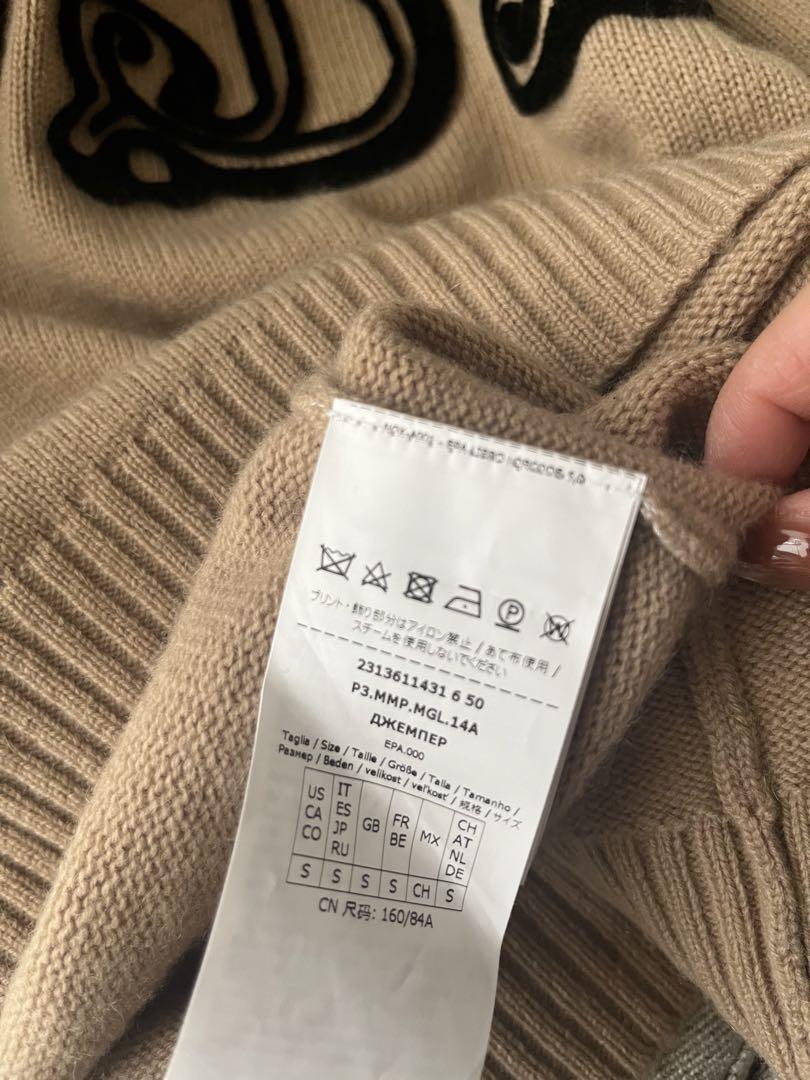 プリント・飾り部分はアイロン禁止 / あて布使用 /
スチームを使用しないでください
2313611431 6 50
P3.MMP.MGL.14A
ДЖЕМПЕР
EPA.000
Taglia / Size / Taille / Größe / Talla / Tamanho /
Размер / Beden / velikost / veľkosť / 规格 / サイズ
US CA CO IT ES JP RU GB FR BE MX CH AT NL DE
S S S S CH S
CN 尺码: 160/84A